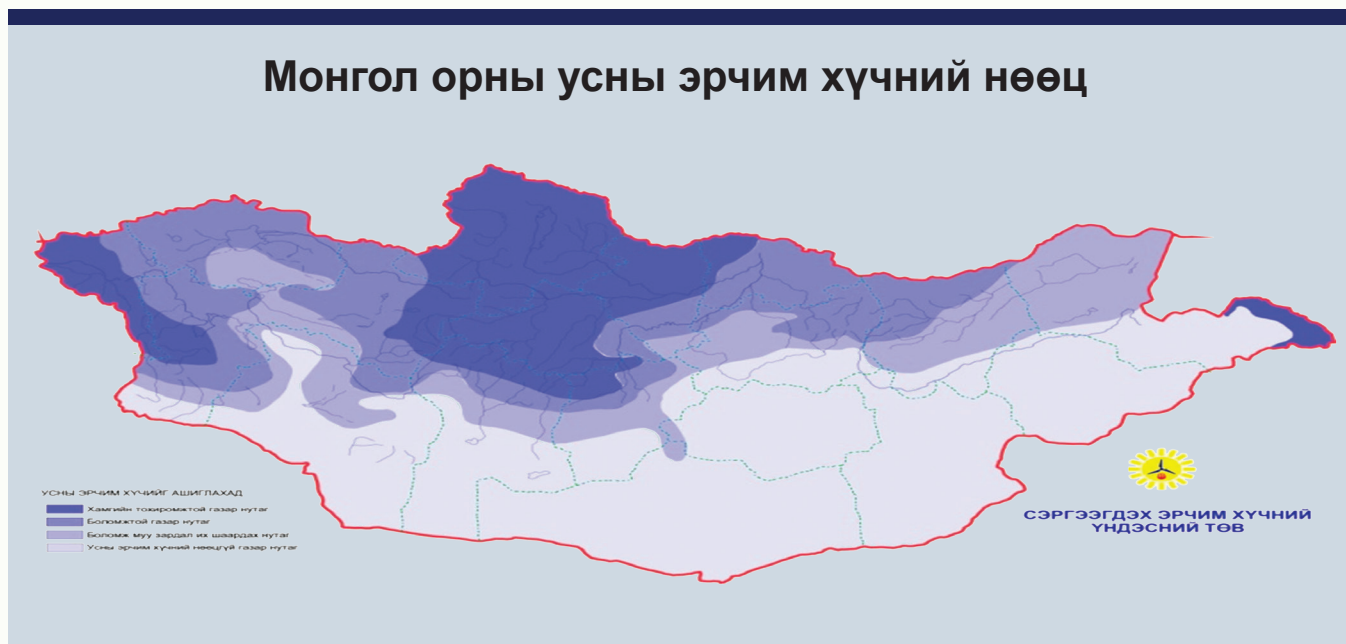 Монгол орны усны эрчим хүчний нөөц
УСНЫ ЭРЧИМ ХҮЧИЙГ АШИГЛАХАД
Хамгийн тохиромжтой газар нутаг
Боломжтой газар нутаг
Боломж муу зардал их шаардах нутаг
Усны эрчим хүчний нөөцгүй газар нутаг
СЭРГЭЭГДЭХ ЭРЧИМ ХҮЧНИЙ
ҮНДЭСНИЙ ТӨВ